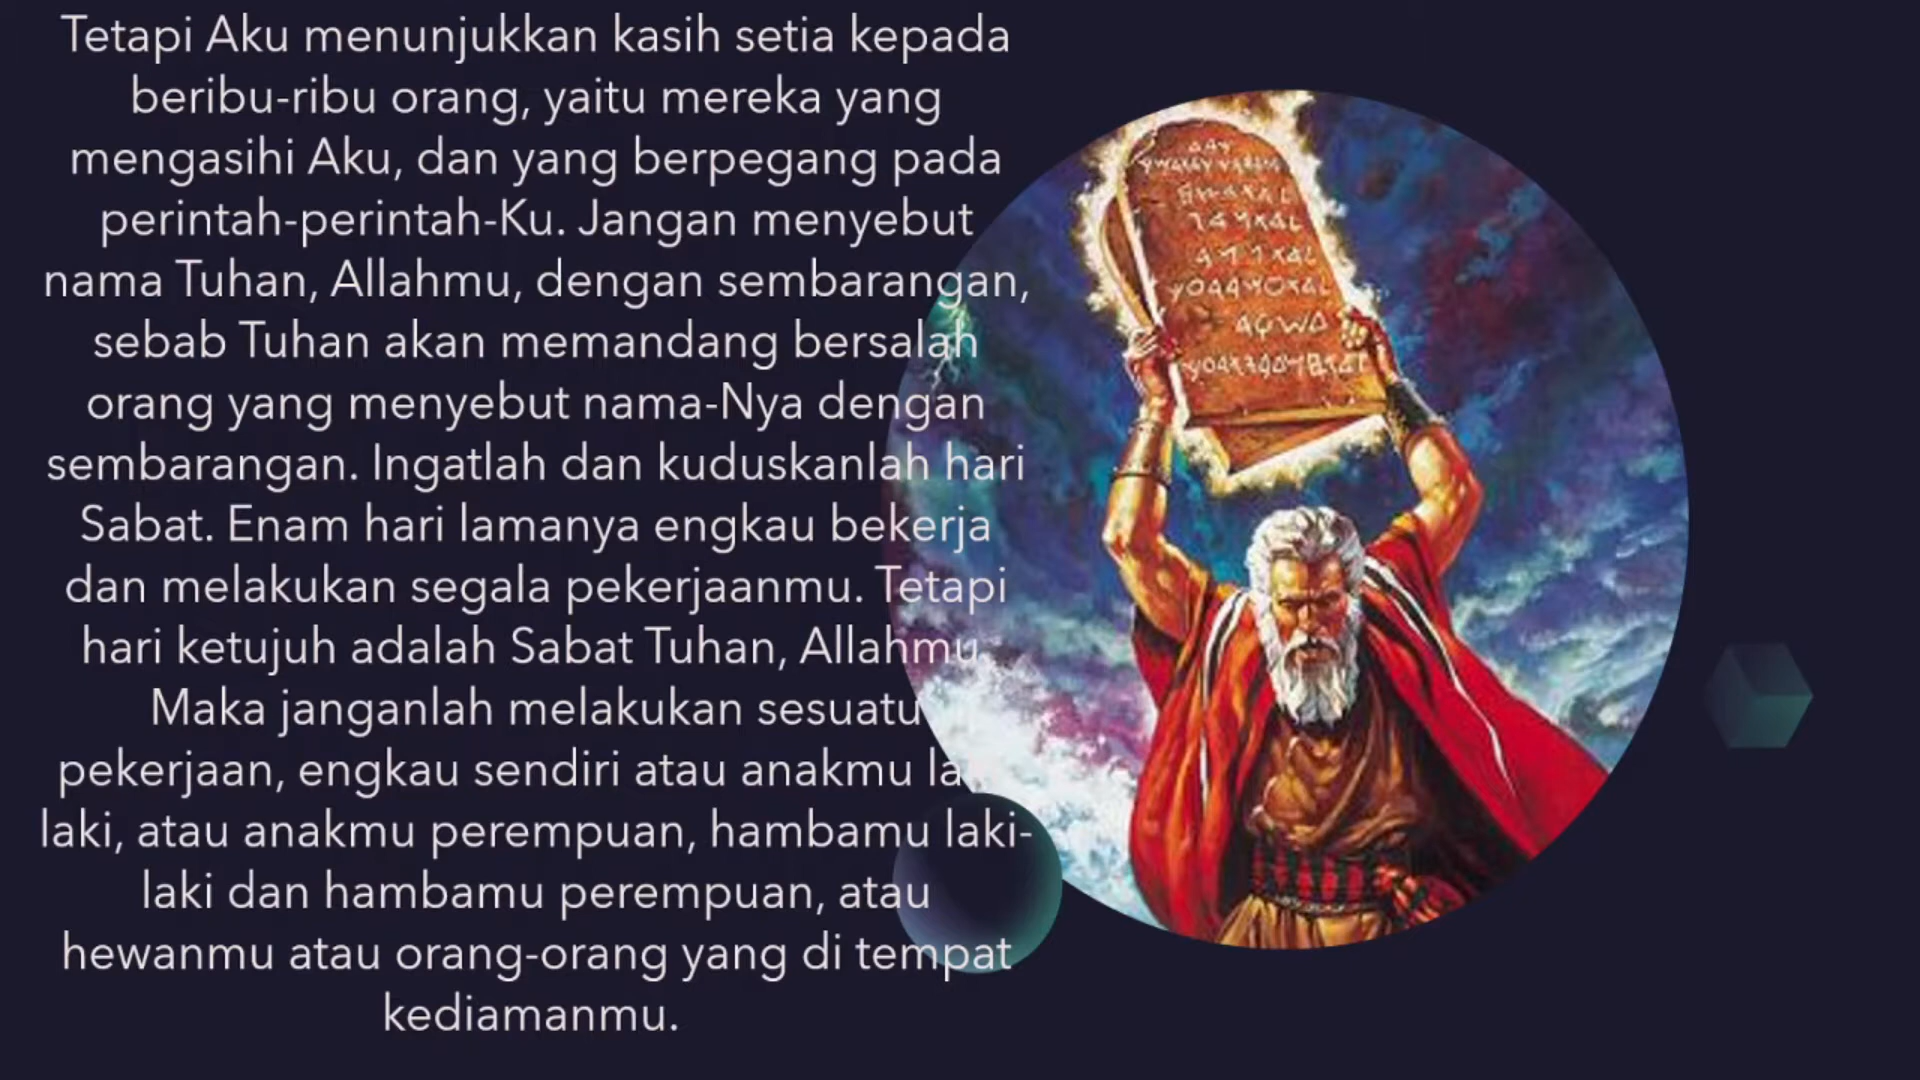 Tetapi Aku menunjukkan kasih setia kepada
beribu-ribu orang, yaitu mereka yang
mengasihi Aku, dan yang berpegang pada
perintah-perintah-Ku. Jangan menyebut
nama Tuhan, Allahmu, dengan sembarangan,
sebab Tuhan akan memandang bersalah
orang yang menyebut nama-Nya dengan
sembarangan. Ingatlah dan kuduskanlah hari
Sabat. Enam hari lamanya engkau bekerja
dan melakukan segala pekerjaanmu. Tetapi
hari ketujuh adalah Sabat Tuhan, Allahmu
Maka janganlah melakukan sesuatu
pekerjaan, engkau sendiri atau anakmu
laki, atau anakmu perempuan, hambamu laki-
laki dan hambamu perempuan, atau
hewanmu atau orang-orang yang di tempat
kediamanmu.